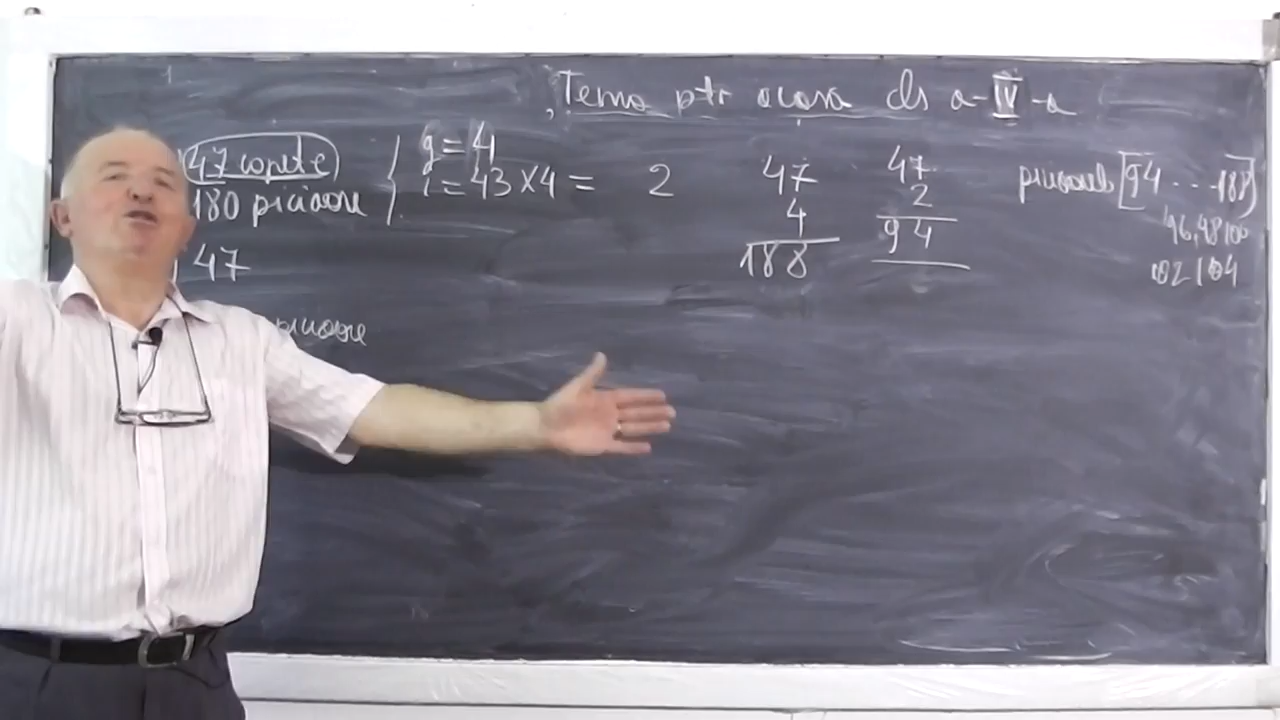 Tema ptr acasa cls a-IV-a
47 capete
180 picioare
g = 4
i = 43 x 4 =
2
47
4
188
47
2
94
picioarele [94 ... 188]
96, 98 100
102 104
47
picioare